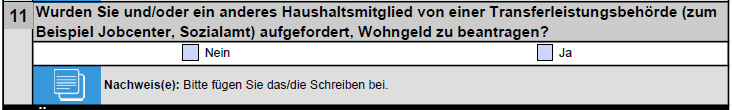 11 Wurden Sie und/oder ein anderes Haushaltsmitglied von einer Transferleistungsbehörde (zum
Beispiel Jobcenter, Sozialamt) aufgefordert, Wohngeld zu beantragen?
Nein Ja
Nachweis(e): Bitte fügen Sie das/die Schreiben bei.